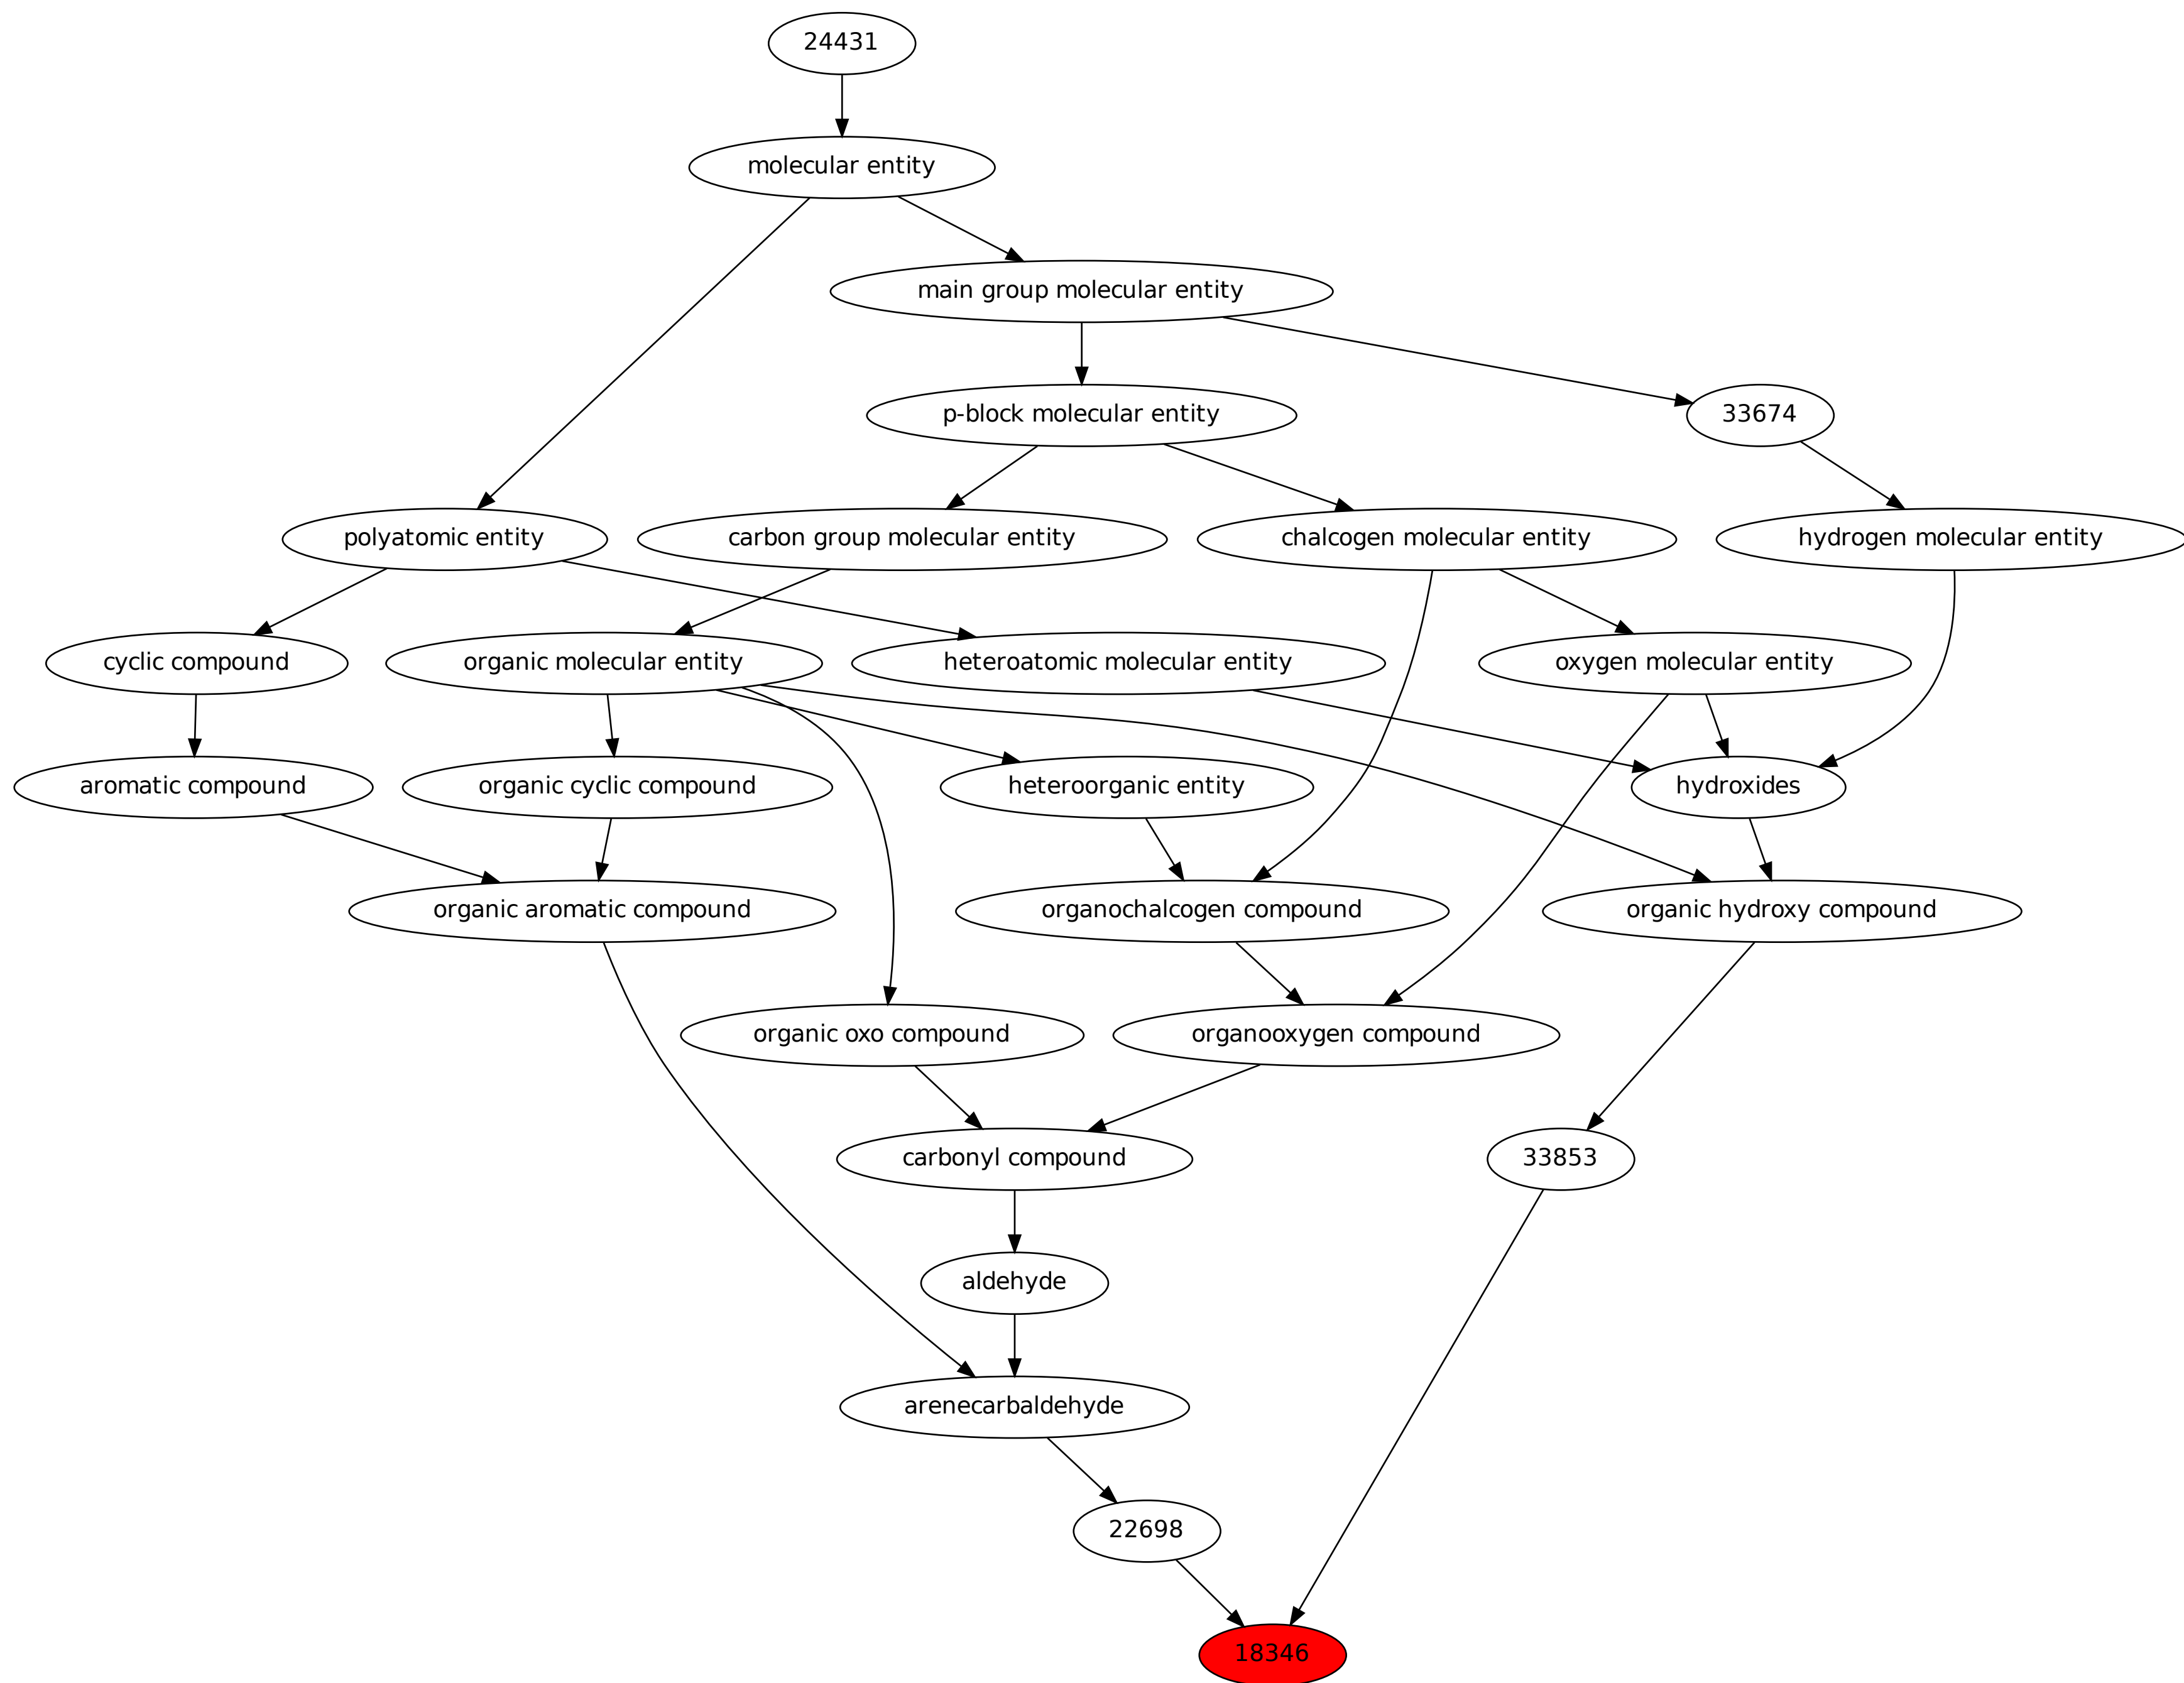 24431
molecular entity
main group molecular entity
p-block molecular entity
33674
polyatomic entity
carbon group molecular entity
chalcogen molecular entity
hydrogen molecular entity
cyclic compound
organic molecular entity
heteroatomic molecular entity
oxygen molecular entity
aromatic compound
organic cyclic compound
heteroorganic entity
hydroxides
organic aromatic compound
organochalcogen compound
organic hydroxy compound
organic oxo compound
organooxygen compound
carbonyl compound
33853
aldehyde
arenecarbaldehyde
22698
18346